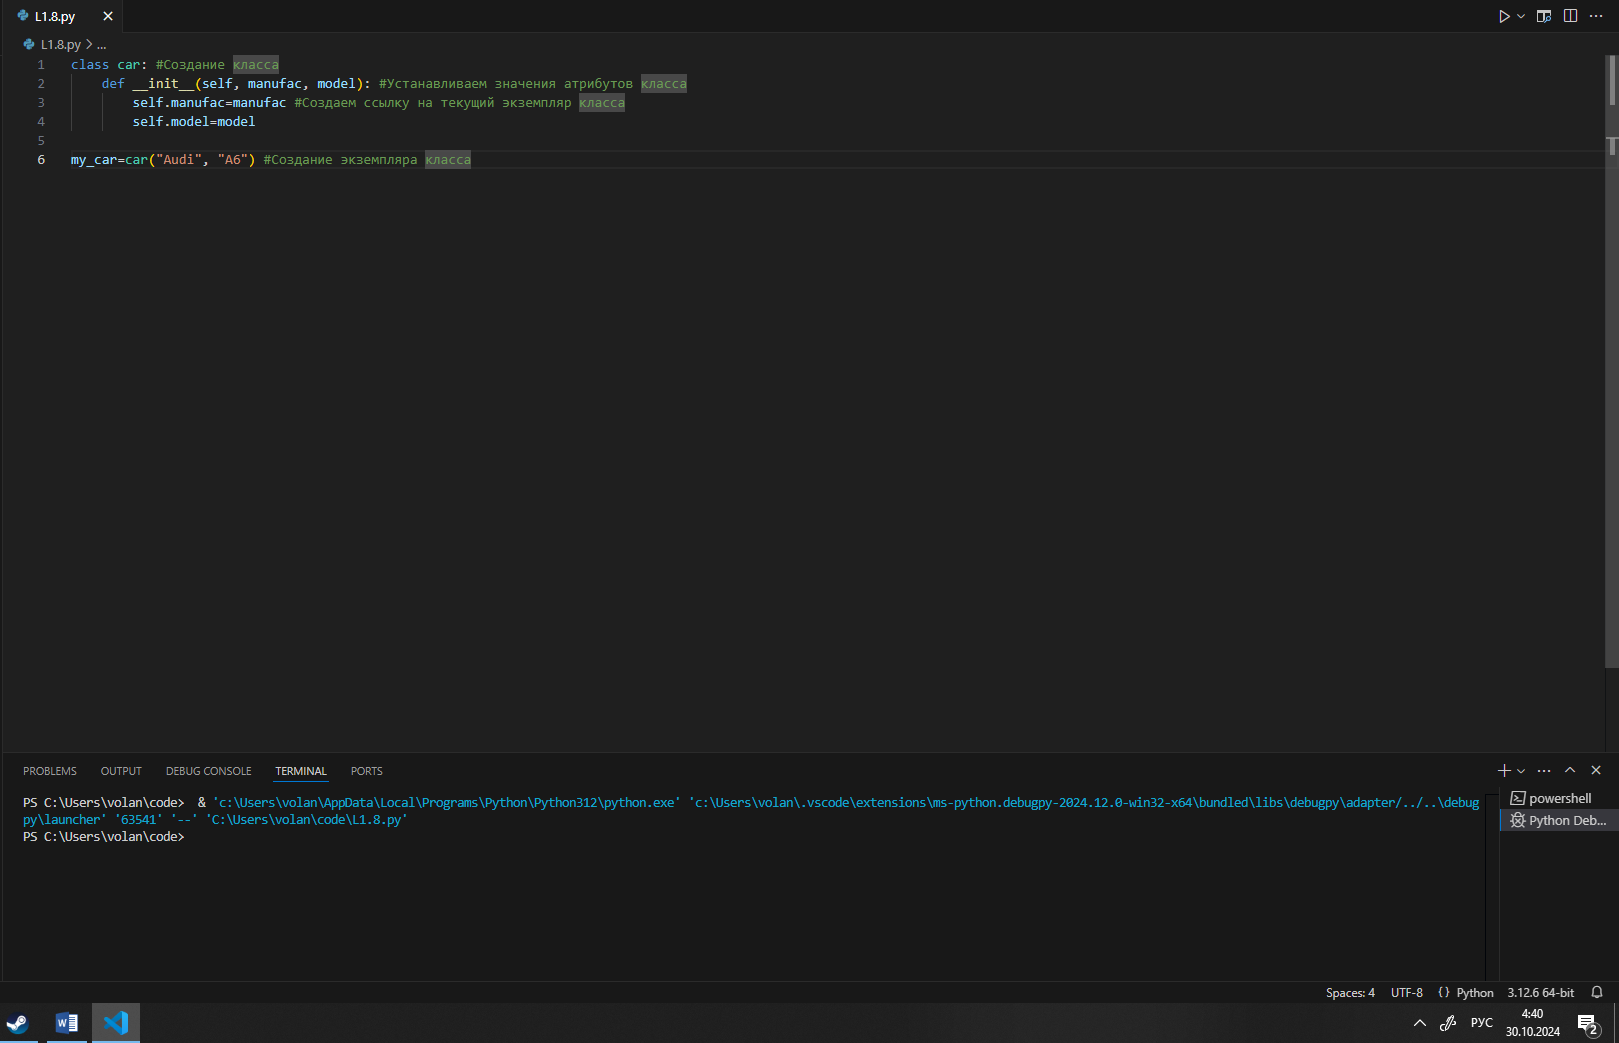 L1.8.py
L1.8.py > ...
1 class car: #Создание класса
2     def __init__(self, manufac, model): #Устанавливаем значения атрибутов класса
3         self.manufac=manufac #Создаем ссылку на текущий экземпляр класса
4         self.model=model
5
6 my_car=car("Audi", "A6") #Создание экземпляра класса
PROBLEMS OUTPUT DEBUG CONSOLE TERMINAL PORTS
PS C:\Users\volan\code>  & 'c:\Users\volan\AppData\Local\Programs\Python\Python312\python.exe' 'c:\Users\volan\.vscode\extensions\ms-python.debugpy-2024.12.0-win32-x64\bundled\libs\debugpy\adapter/../..\debug
py\launcher' '63541' '--' 'C:\Users\volan\code\L1.8.py'
PS C:\Users\volan\code>
powershell
Python Deb...
Spaces: 4 UTF-8 {} Python 3.12.6 64-bit
W
РУС
4:40
30.10.2024
2